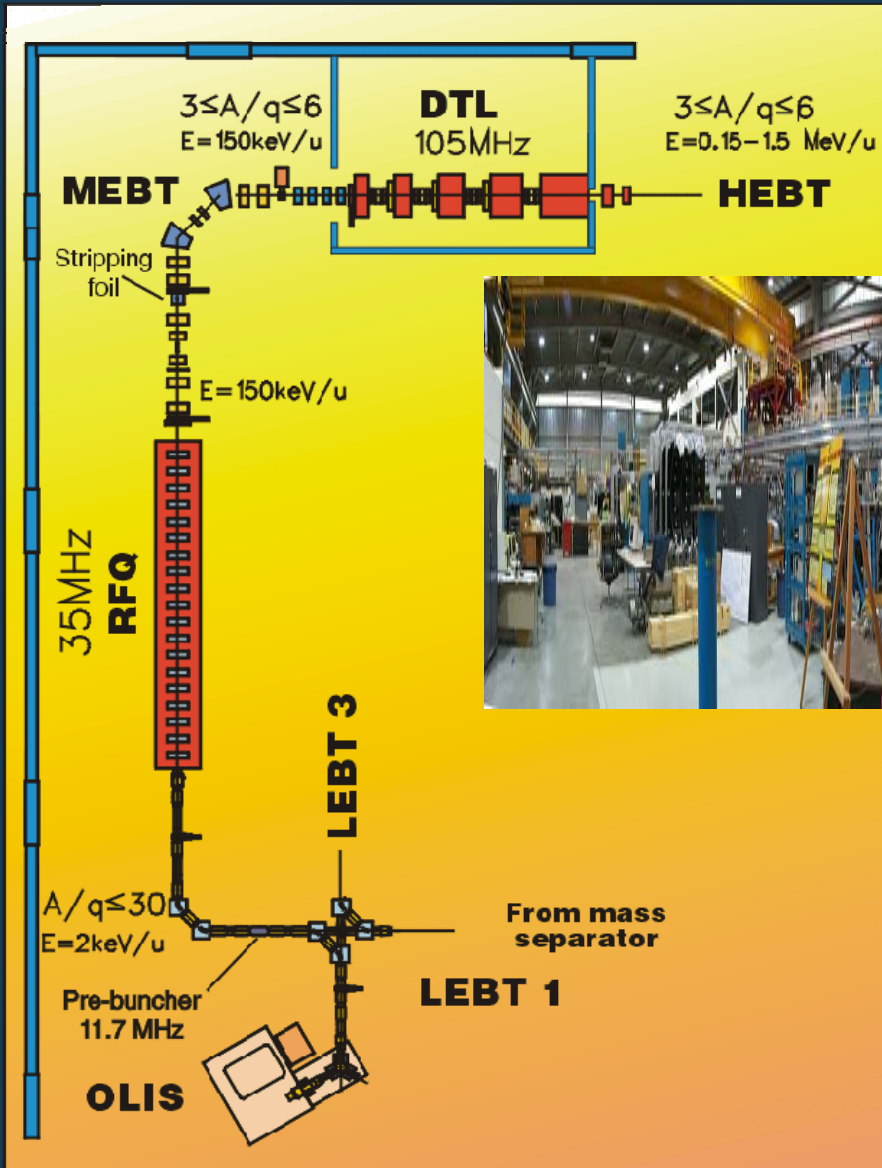 3≤A/q≤6
E=150keV/u
DTL
105MHz
3≤A/q≤6
E=0.15-1.5 MeV/u
MEBT
HEBT
Stripping
foil
E=150keV/u
35MHz
RFQ
LEBT 3
A/q≤30
E=2keV/u
From mass
separator
Pre-buncher
11.7 MHz
LEBT 1
OLIS